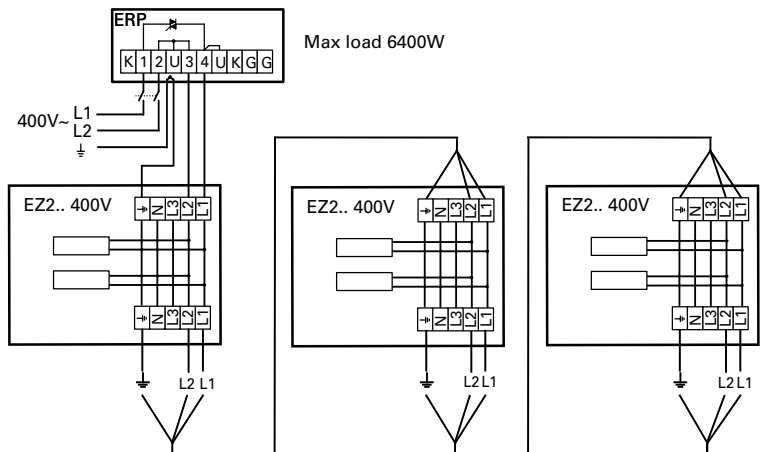 ERP
Max load 6400W
K 1 2 U 3 4 U K G G
400V~ L1
L2
EZ2.. 400V
N L3 L2 L1
N L3 L2 L1
L2 L1
EZ2.. 400V
N L3 L2 L1
N L3 L2 L1
L2 L1
EZ2.. 400V
N L3 L2 L1
N L3 L2 L1
L2 L1